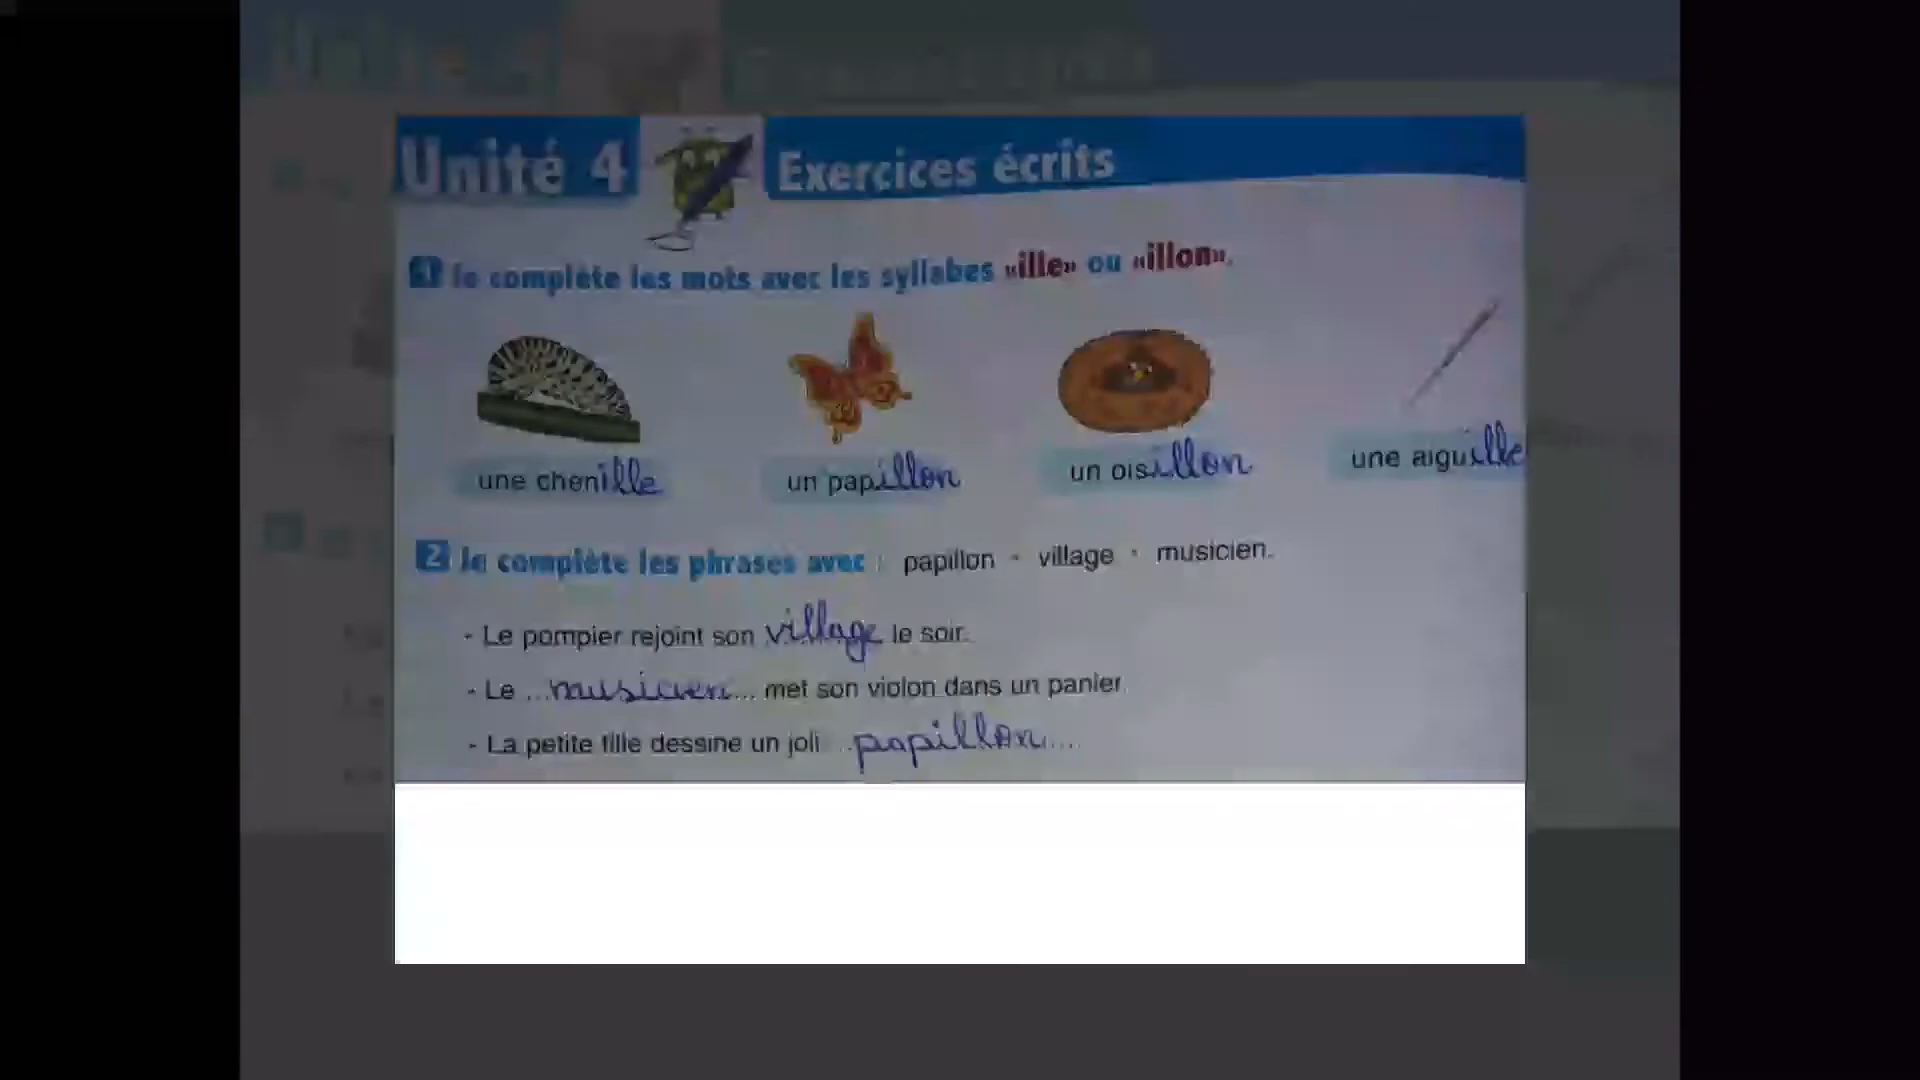 Unité 4 Exercices écrits
1 Je complète les mots avec les syllabes «ille» ou «illon».
une chenille un papillon un oisillon une aiguille
2 Je complète les phrases avec : papillon - village - musicien.
- Le pompier rejoint son village le soir.
- Le ...musicien... met son violon dans un panier.
- La petite fille dessine un joli ...papillon....